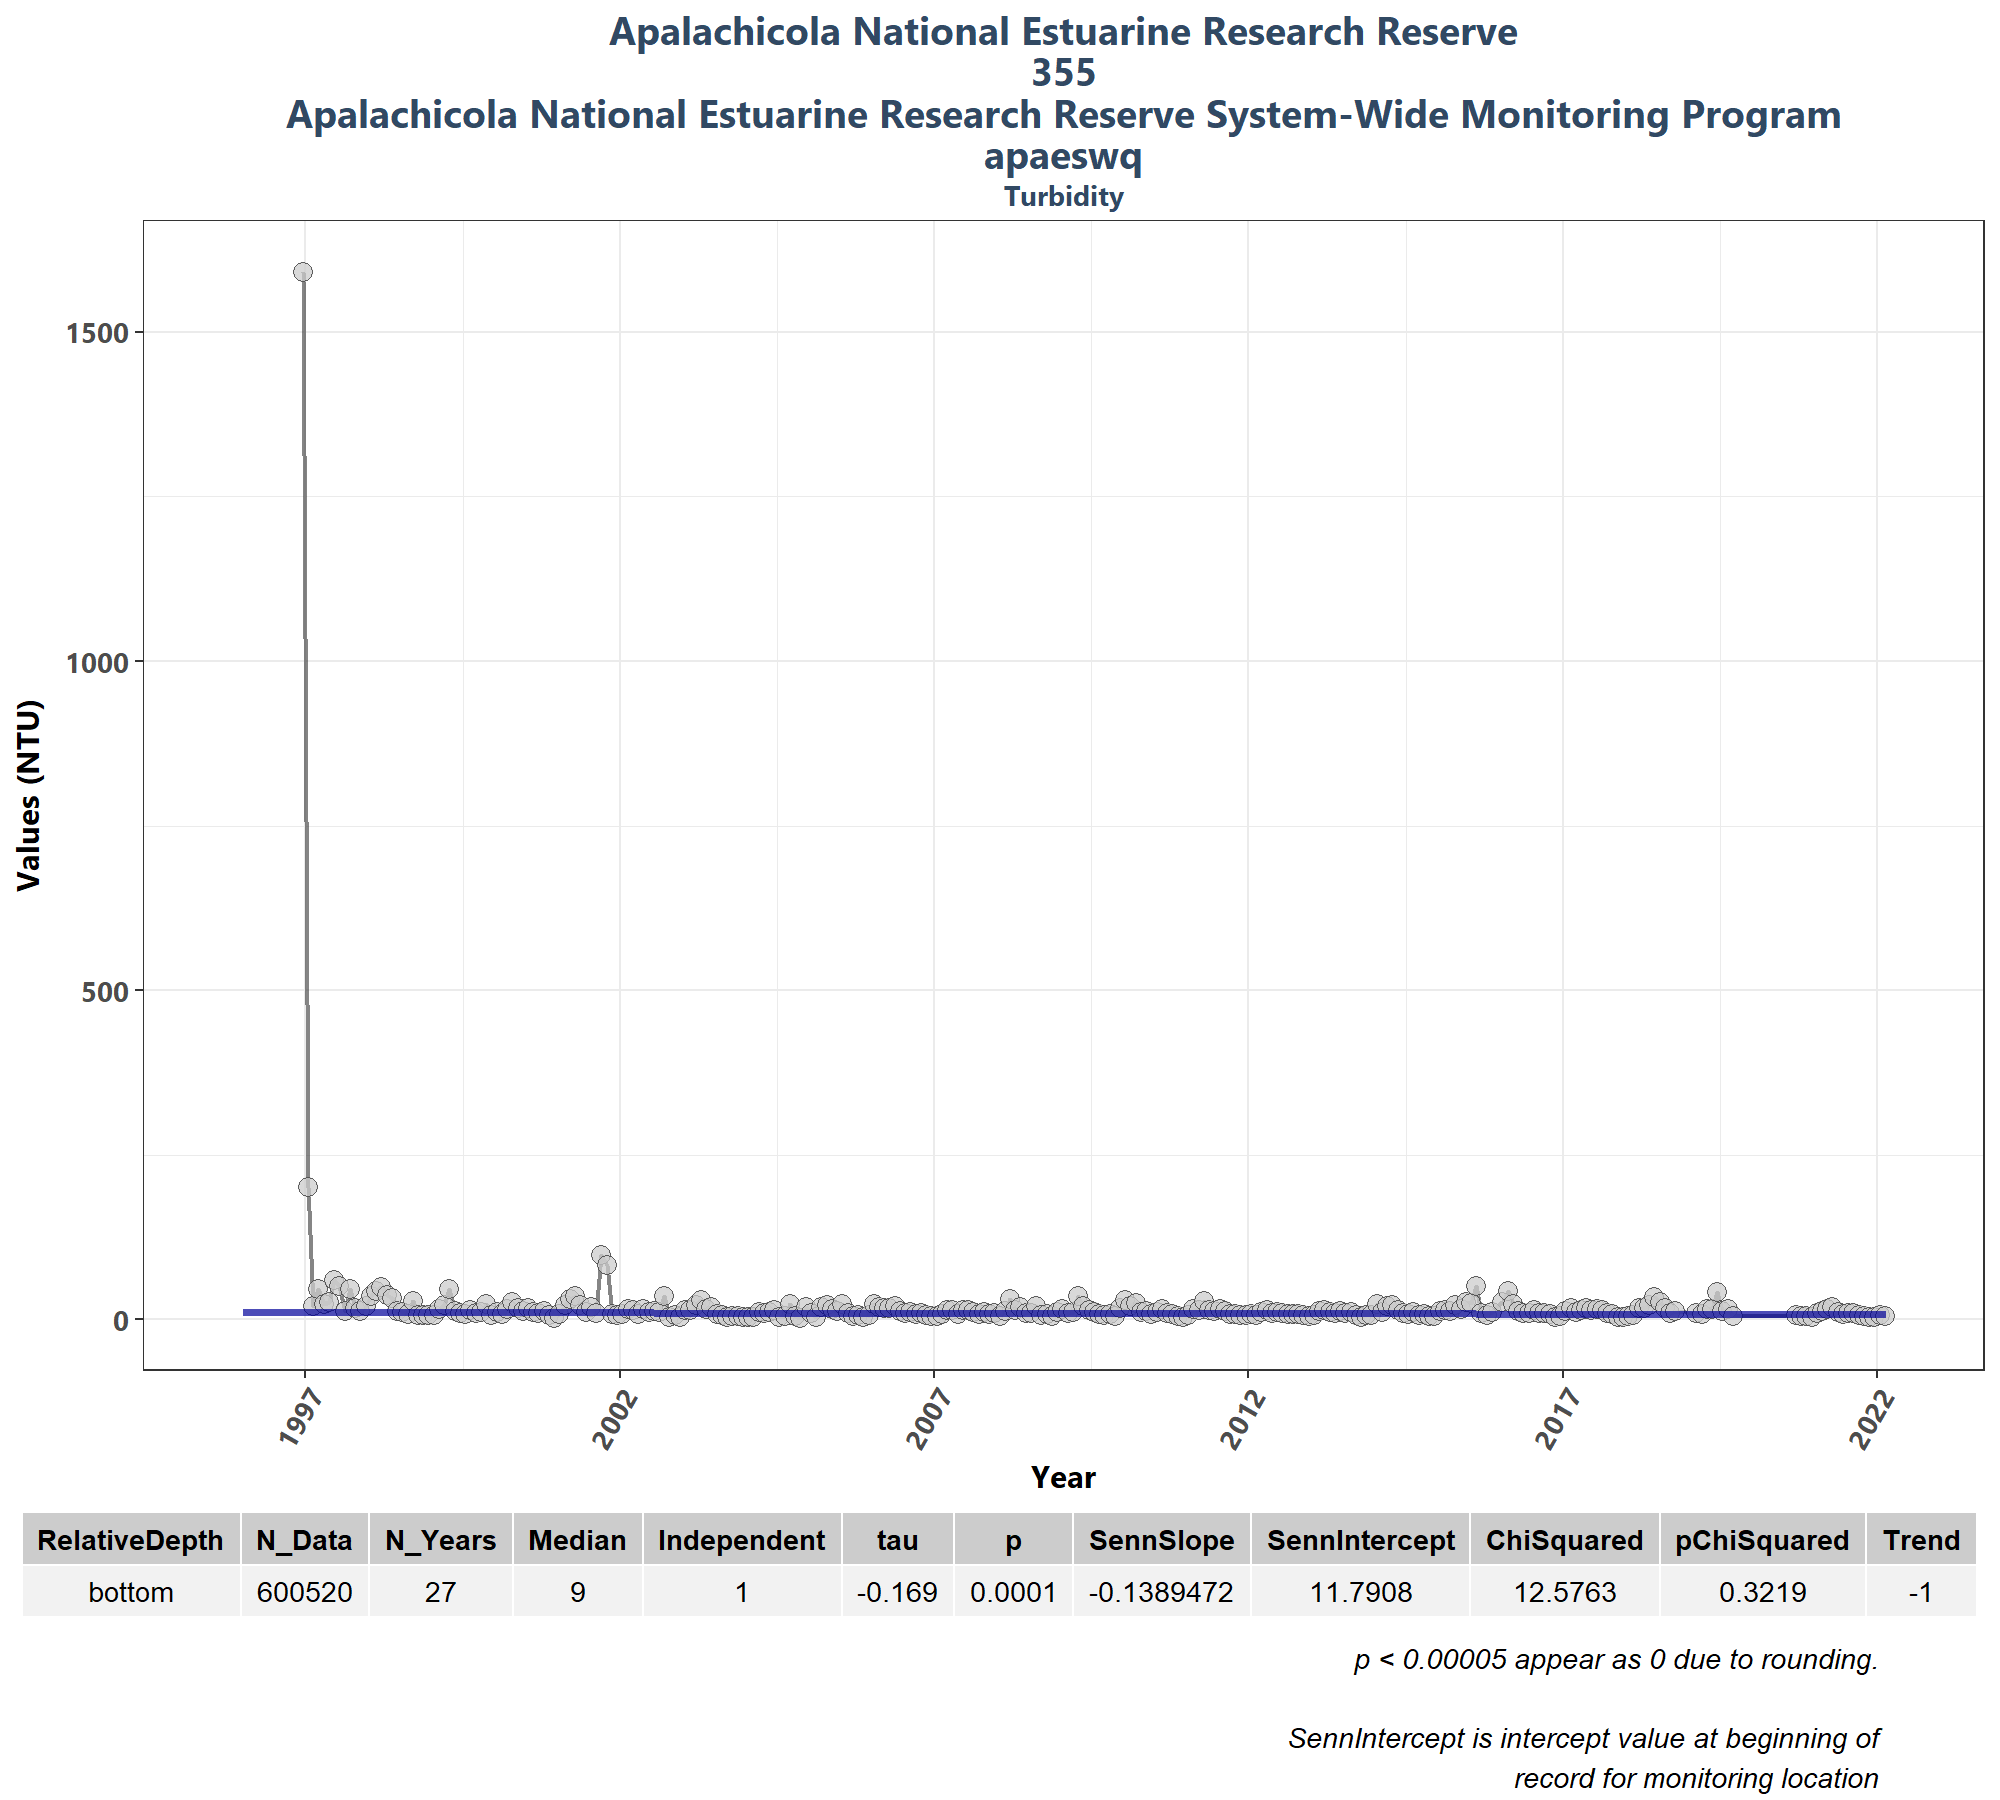 Apalachicola National Estuarine Research Reserve
355
Apalachicola National Estuarine Research Reserve System-Wide Monitoring Program
apaeswq
Turbidity
1500
1000
500
0
Values (NTU)
1997
2002
2007
2012
2017
2022
Year
RelativeDepth N_Data N_Years Median Independent tau p SennSlope SennIntercept ChiSquared pChiSquared Trend
bottom 600520 27 9 1 -0.169 0.0001 -0.1389472 11.7908 12.5763 0.3219 -1
p < 0.00005 appear as 0 due to rounding.
SennIntercept is intercept value at beginning of
record for monitoring location